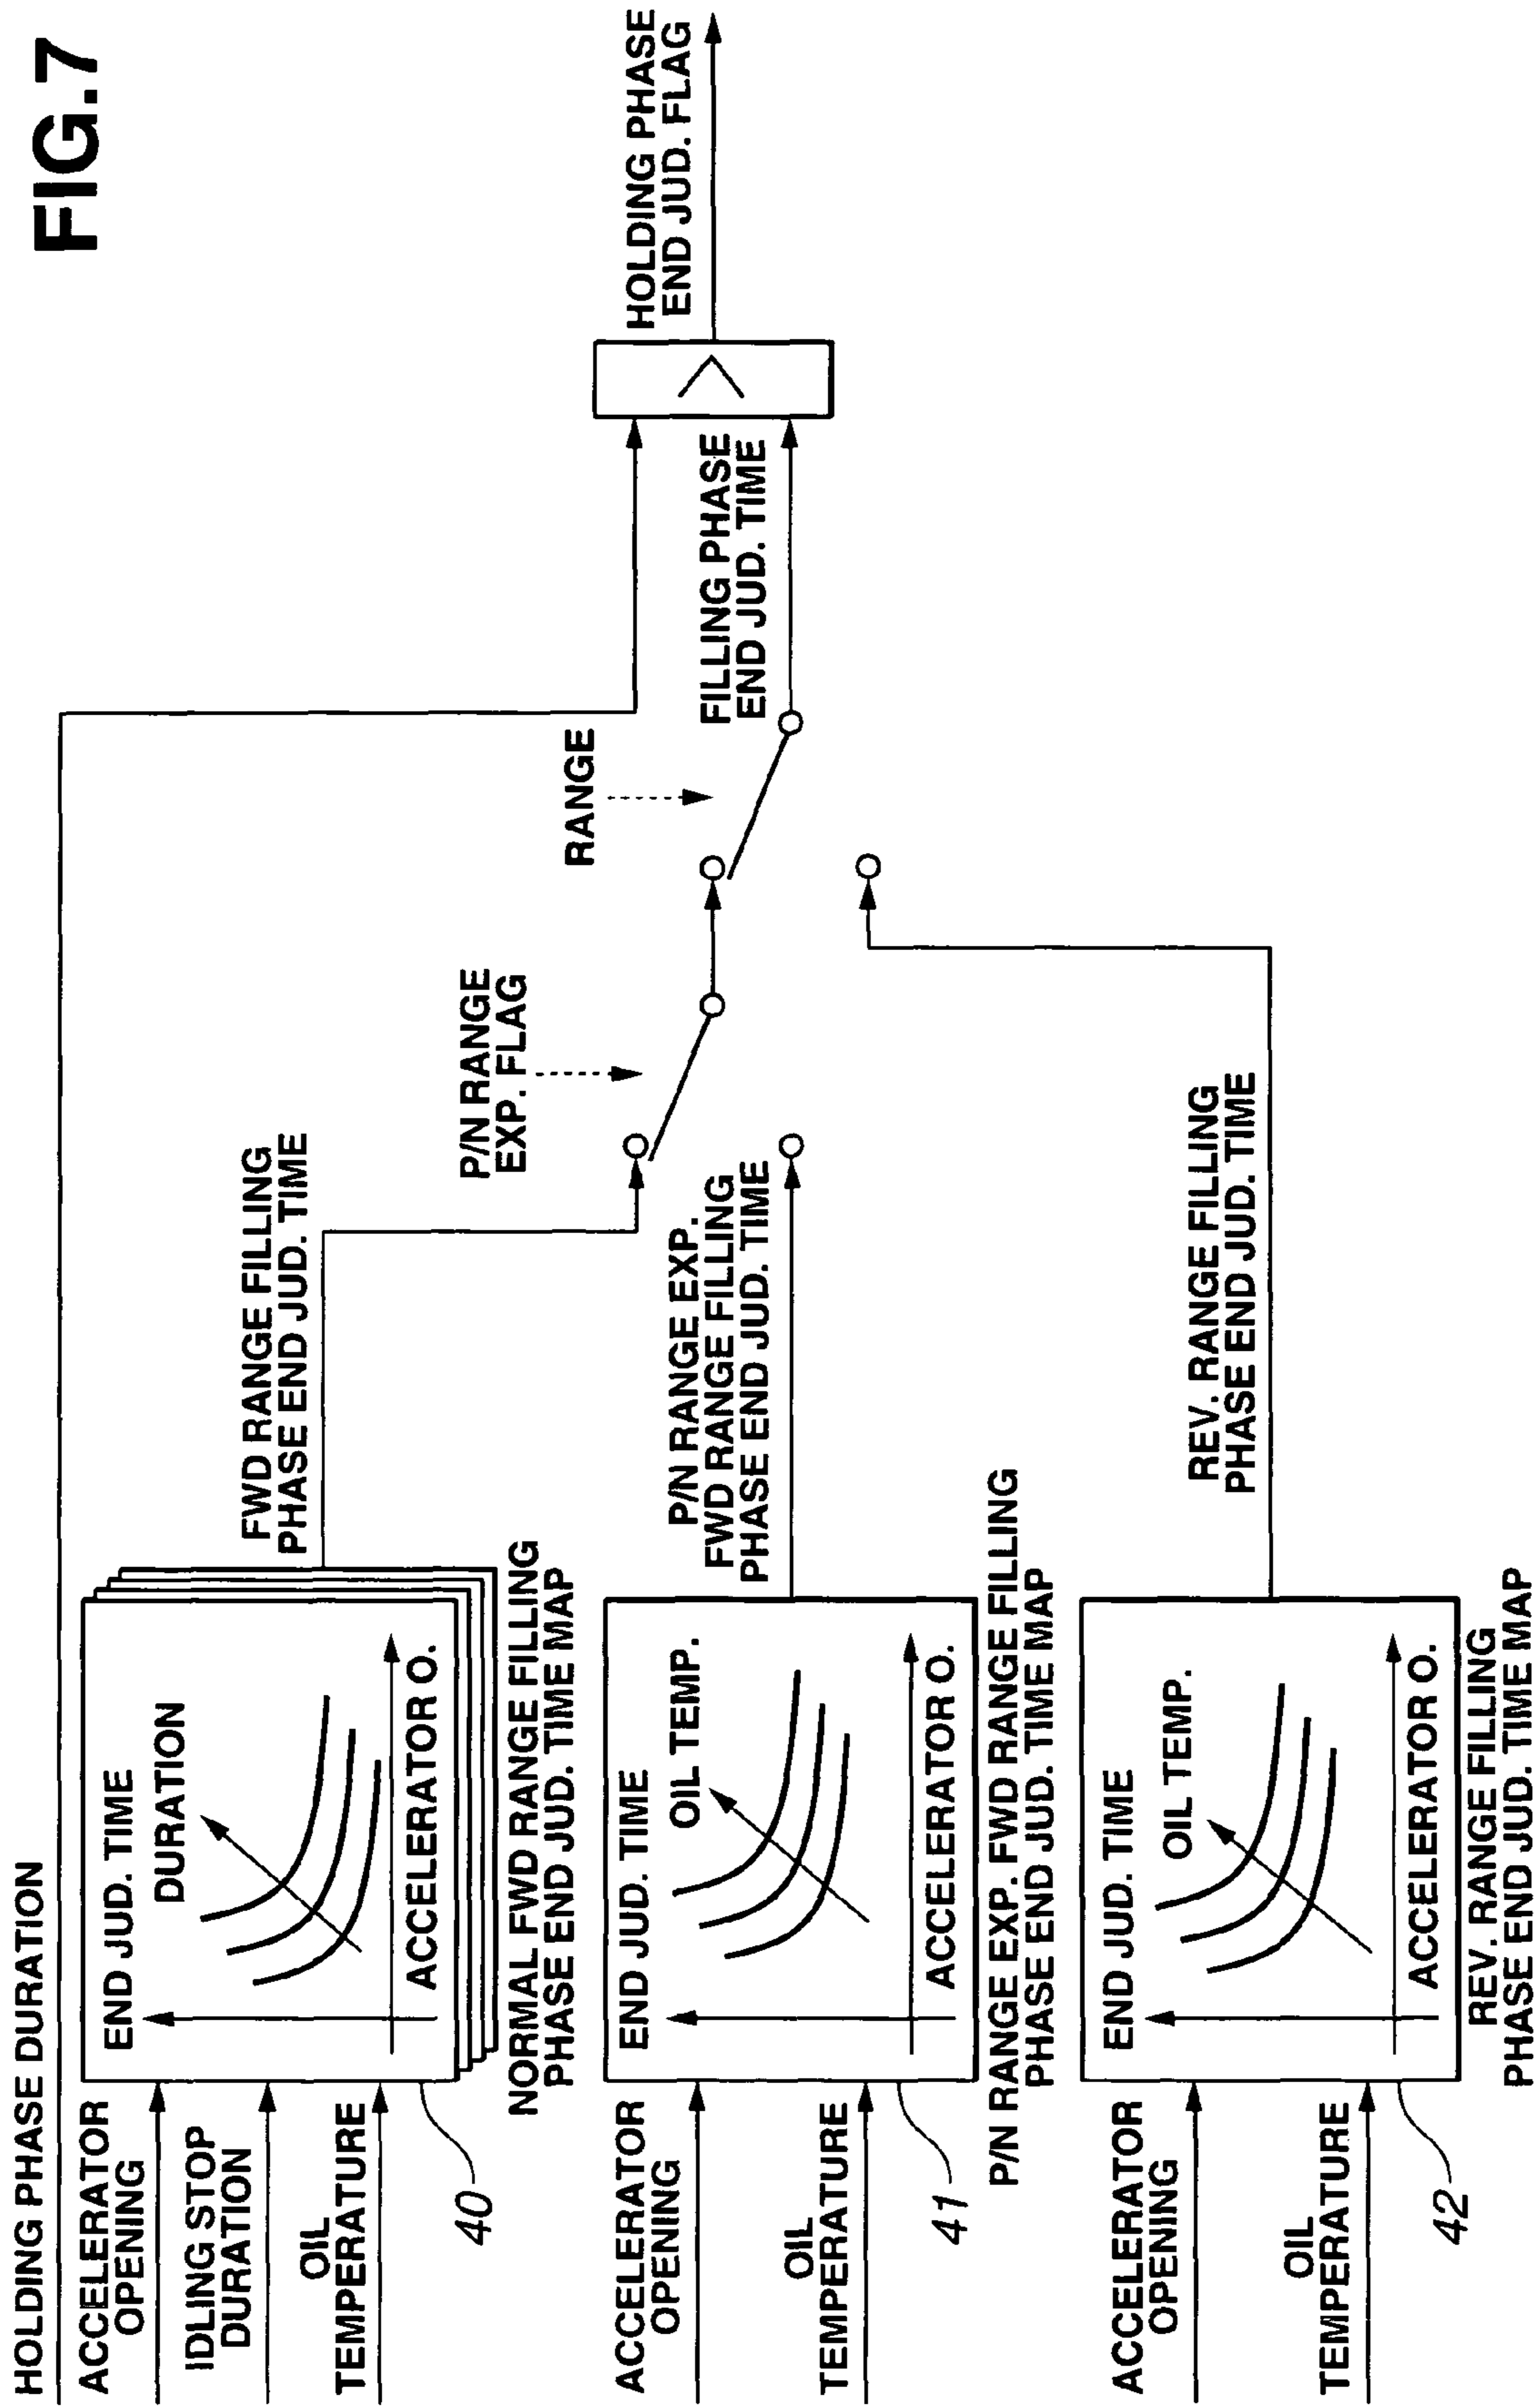 FIG.7
HOLDING PHASE DURATION
ACCELERATOR
OPENING
IDLING STOP
DURATION
OIL
TEMPERATURE
40
END JUD. TIME
DURATION
ACCELERATOR O.
NORMAL FWD RANGE FILLING
PHASE END JUD. TIME MAP
FWD RANGE FILLING
PHASE END JUD. TIME
ACCELERATOR
OPENING
OIL
TEMPERATURE
41
END JUD. TIME
OIL TEMP.
ACCELERATOR O.
P/N RANGE EXP. FWD RANGE FILLING
PHASE END JUD. TIME MAP
P/N RANGE EXP.
FWD RANGE FILLING
PHASE END JUD. TIME
ACCELERATOR
OPENING
OIL
TEMPERATURE
42
END JUD. TIME
OIL TEMP.
ACCELERATOR O.
REV. RANGE FILLING
PHASE END JUD. TIME MAP
REV. RANGE FILLING
PHASE END JUD. TIME
P/N RANGE
EXP. FLAG
RANGE
FILLING PHASE
END JUD. TIME
HOLDING PHASE
END JUD. FLAG